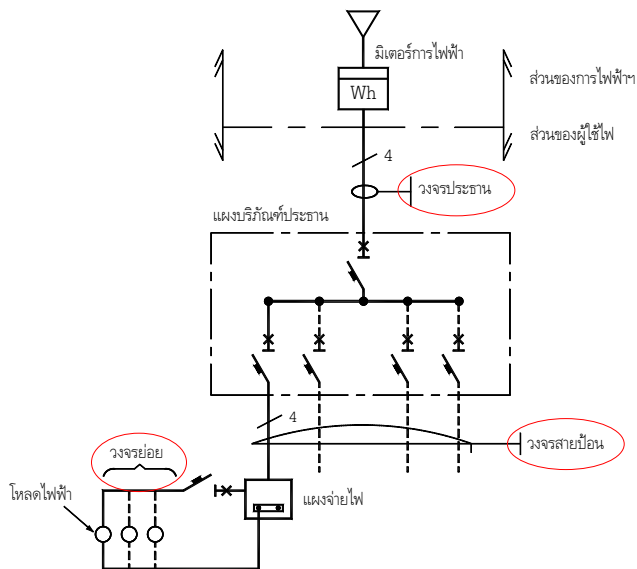 มิเตอร์การไฟฟ้า
Wh
ส่วนของการไฟฟ้าฯ
ส่วนของผู้ใช้ไฟ
4
วงจรประธาน
แผงบริภัณฑ์ประธาน
4
วงจรสายป้อน
วงจรย่อย
โหลดไฟฟ้า
แผงจ่ายไฟ